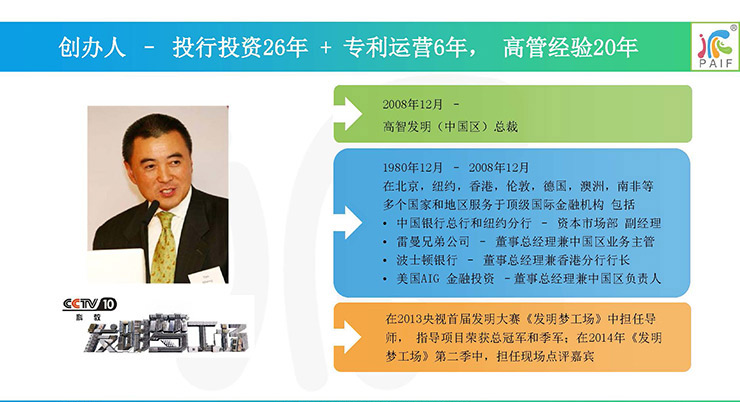 创办人 – 投行投资26年 + 专利运营6年， 高管经验20年
®
PAIF
2008年12月 –
高智发明（中国区）总裁
1980年12月 – 2008年12月
在北京，纽约，香港，伦敦，德国，澳洲，南非等
多个国家和地区服务于顶级国际金融机构 包括
• 中国银行总行和纽约分行 – 资本市场部 副经理
• 雷曼兄弟公司 – 董事总经理兼中国区业务主管
• 波士顿银行 – 董事总经理兼香港分行行长
• 美国AIG 金融投资 –董事总经理兼中国区负责人
CCTV 10
科教
发明梦工场
在2013央视首届发明大赛《发明梦工场》中担任导
师， 指导项目荣获总冠军和季军；在2014年《发明
梦工场》第二季中，担任现场点评嘉宾